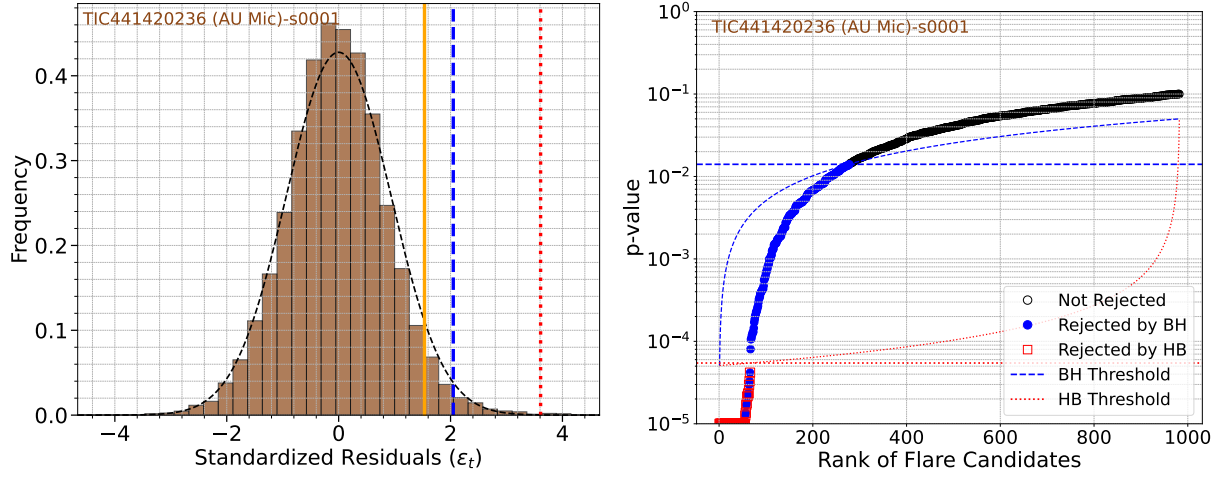 TIC441420236 (AU Mic)-s0001
Frequency
0.4
0.3
0.2
0.1
0.0
−4
−2
0
2
4
Standardized Residuals (εt)
TIC441420236 (AU Mic)-s0001
p-value
10⁰
10⁻¹
10⁻²
10⁻³
10⁻⁴
10⁻⁵
Not Rejected
Rejected by BH
Rejected by HB
BH Threshold
HB Threshold
0
200
400
600
800
1000
Rank of Flare Candidates